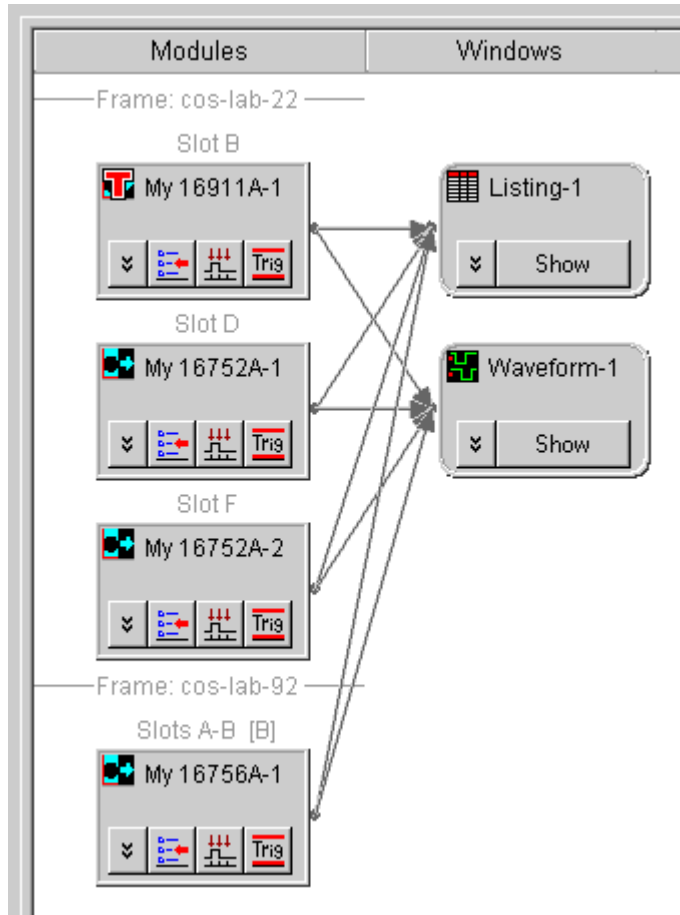 Modules Windows
Frame: cos-lab-22
Slot B
My 16911A-1
Trig
Slot D
My 16752A-1
Trig
Slot F
My 16752A-2
Trig
Frame: cos-lab-92
Slots A-B [B]
My 16756A-1
Trig
Listing-1
Show
Waveform-1
Show